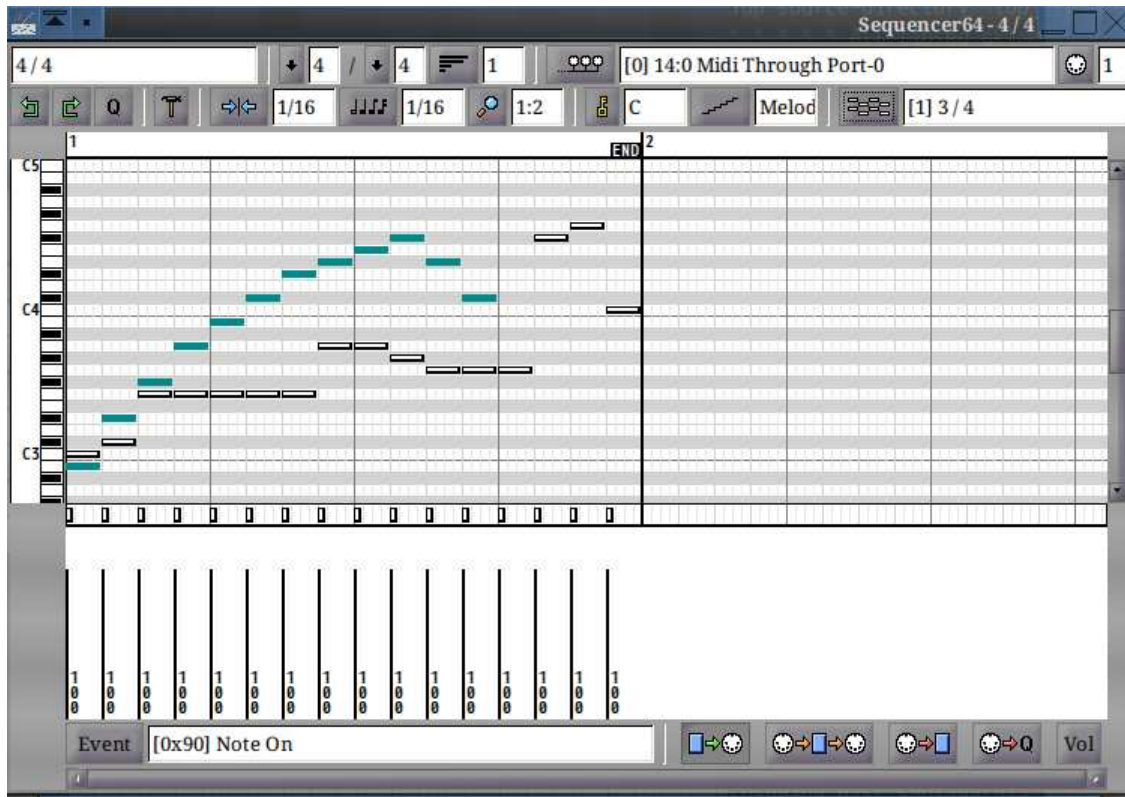 Sequencer64 - 4 / 4
4 / 4 4 / 4 1 [0] 14:0 Midi Through Port-0 1
Q 1/16 1/16 1:2 C Melod [1] 3 / 4
1 END 2
C5
C4
C3
100 100 100 100 100 100 100 100 100 100 100 100 100 100 100 100
Event [0x90] Note On Q Vol